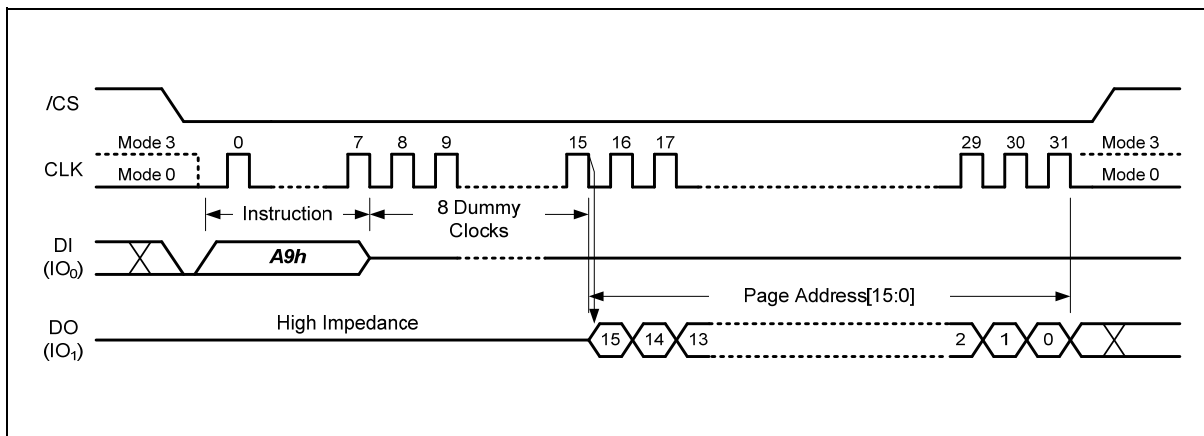 /CS
Mode 3 0 7 8 9 15 16 17 29 30 31 Mode 3
CLK
Mode 0 Mode 0
Instruction 8 Dummy
Clocks
DI
(IO0)
A9h
Page Address[15:0]
High Impedance
DO
(IO1)
15 14 13 2 1 0